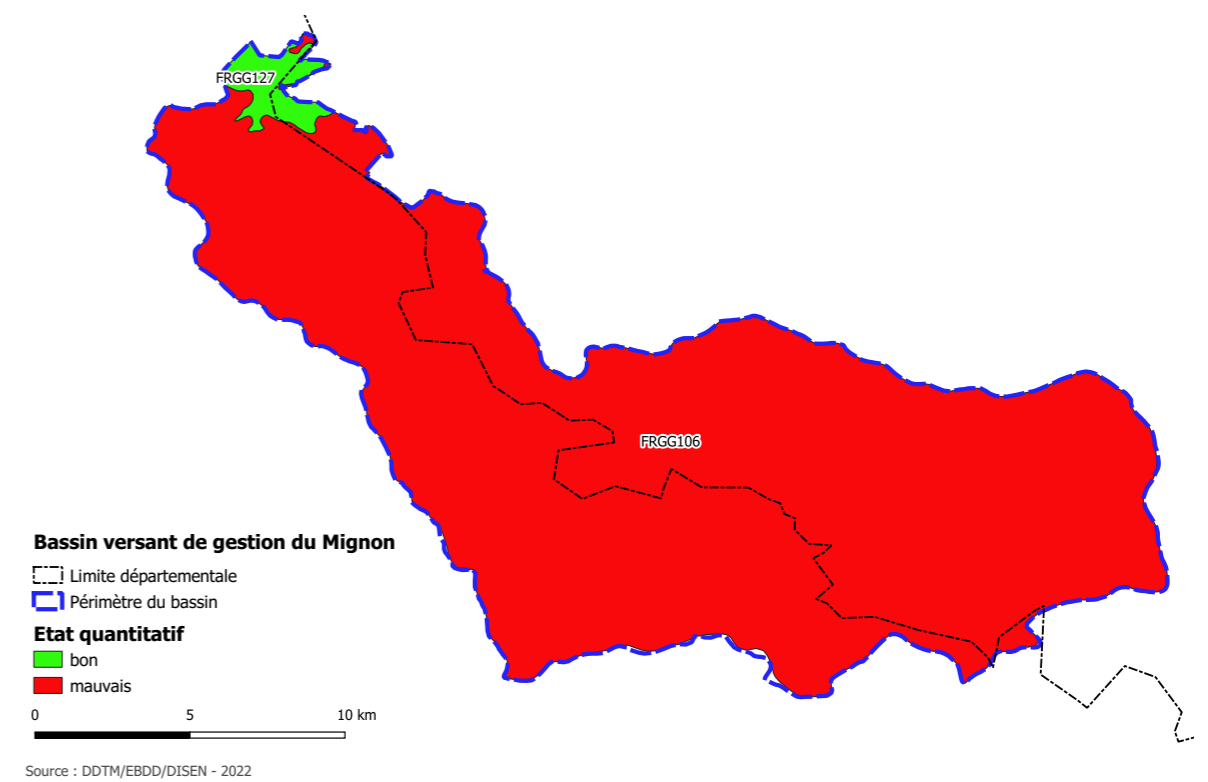 FRGG127
FRGG106
Bassin versant de gestion du Mignon
Limite départementale
Périmètre du bassin
Etat quantitatif
bon
mauvais
0 5 10 km
Source : DDTM/EBDD/DISEN - 2022